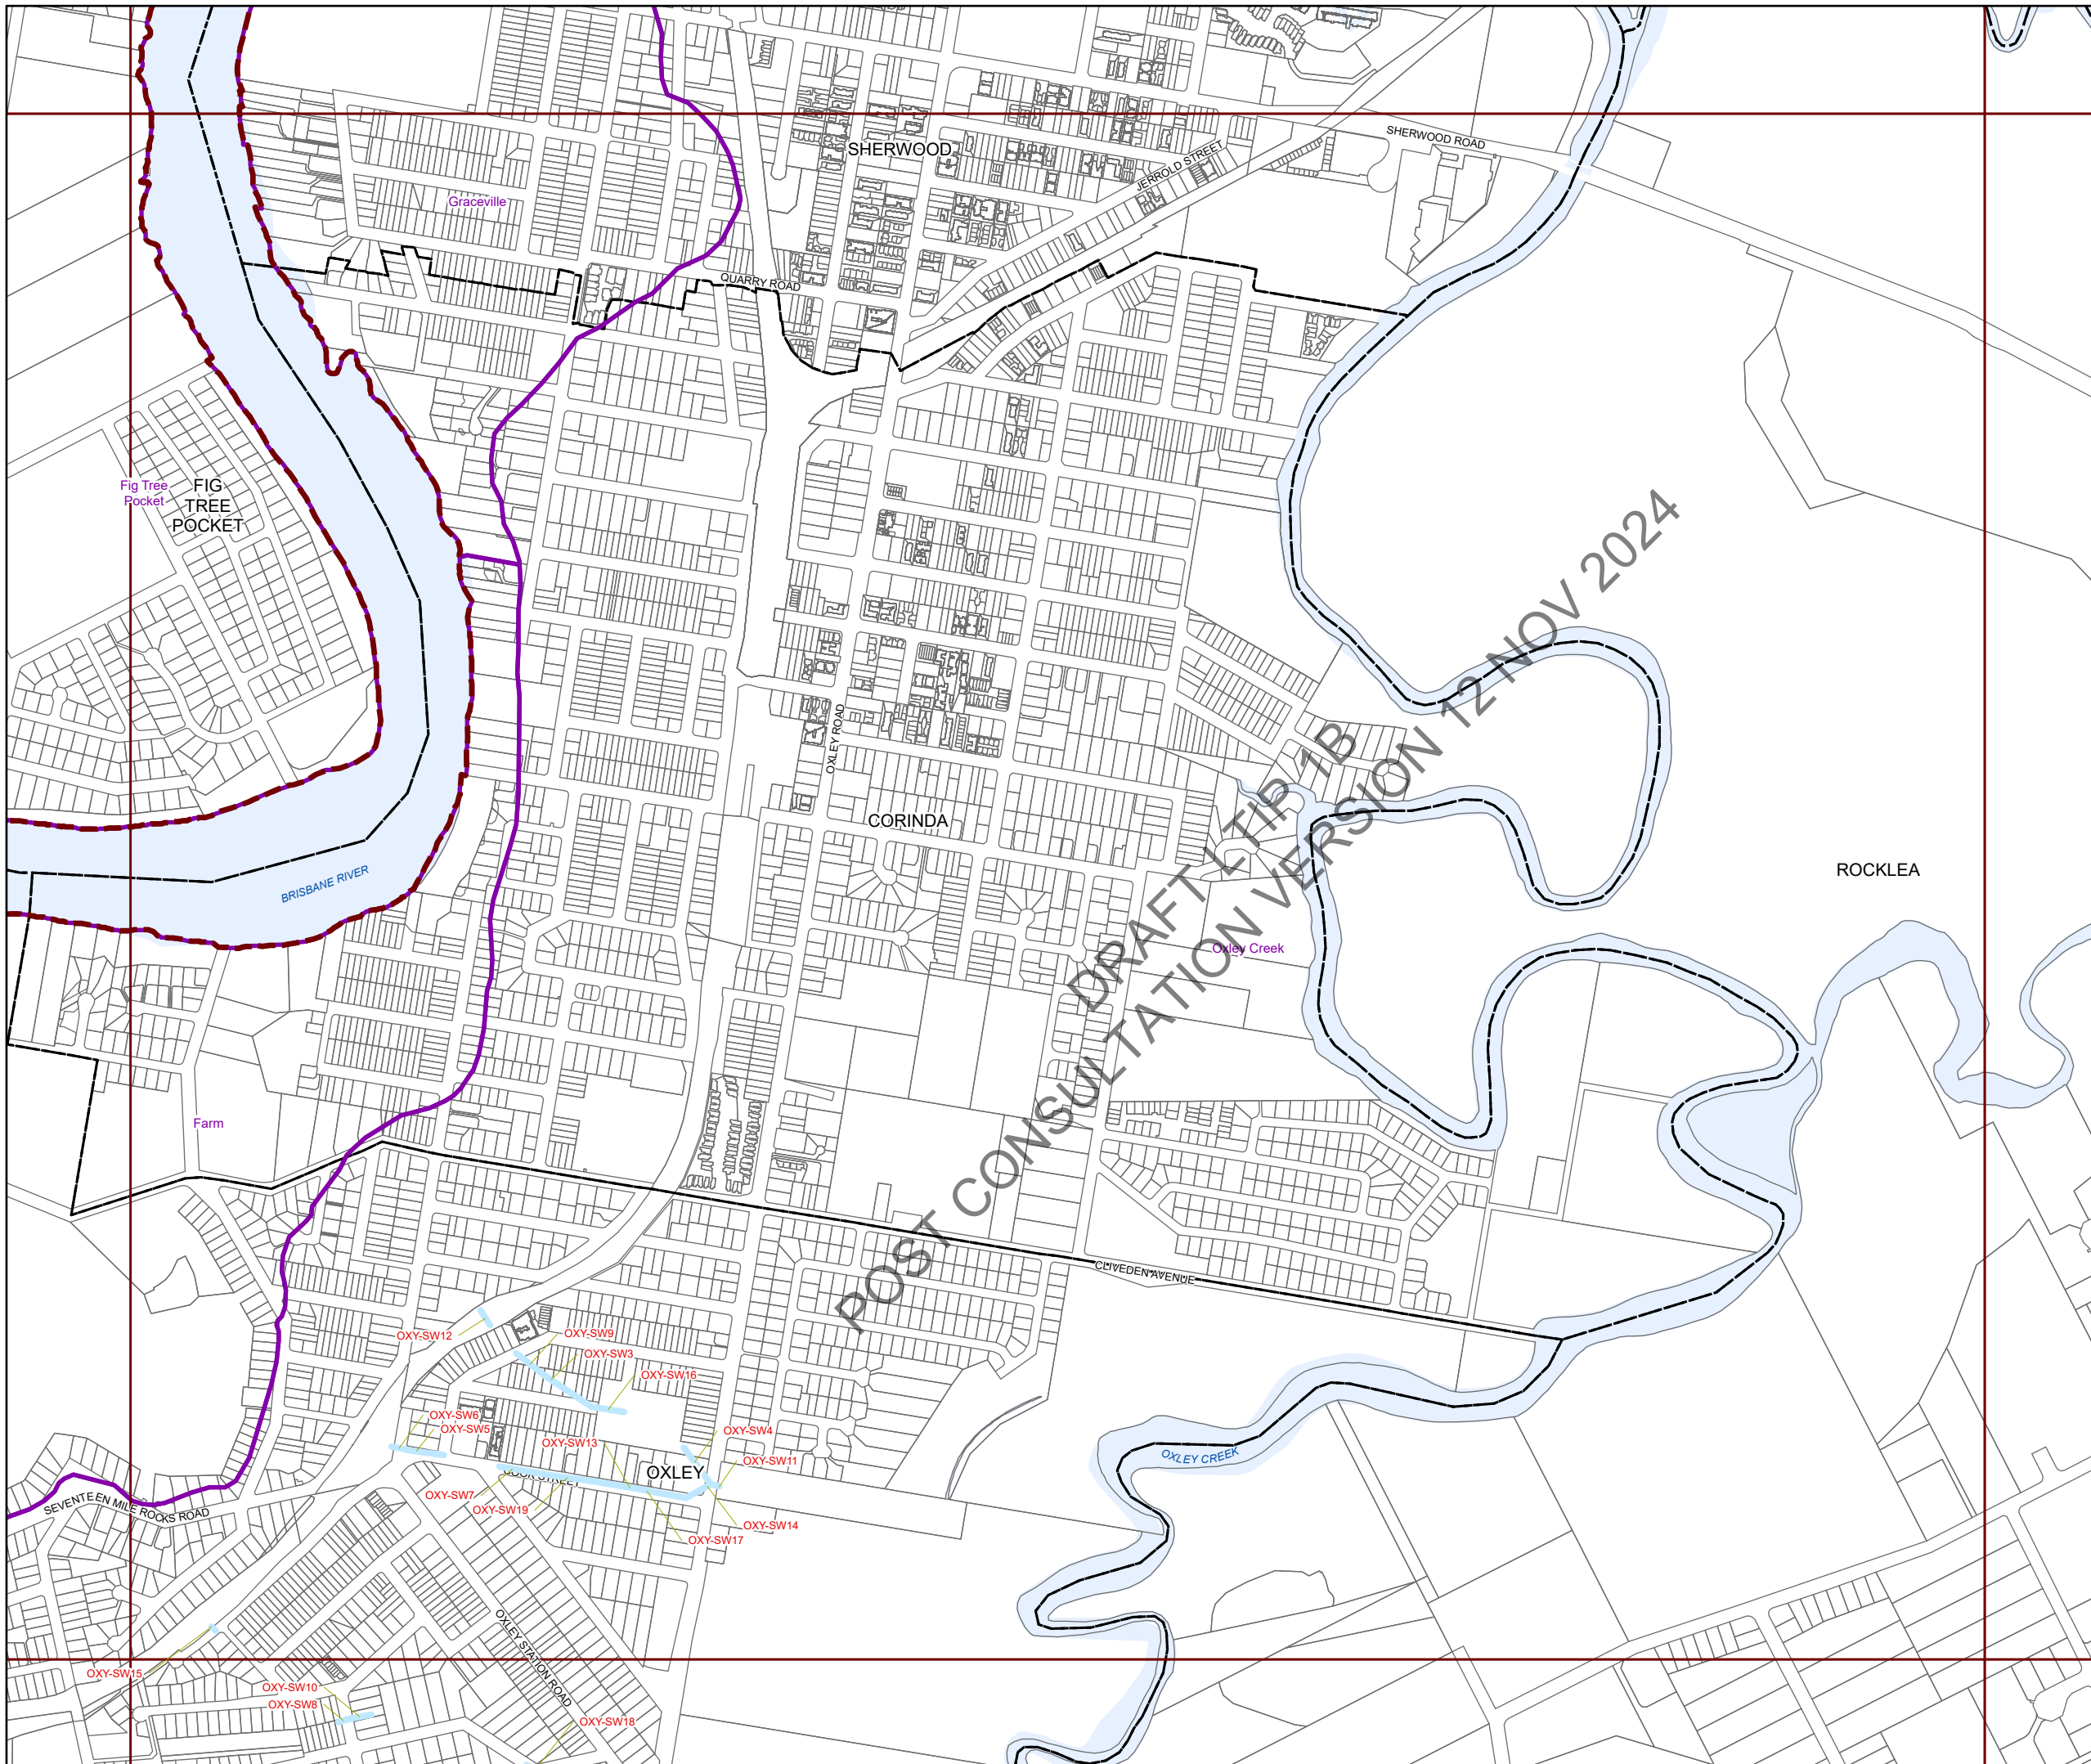 SHERWOOD ROAD
SHERWOOD
JERROLD STREET
Graceville
QUARRY ROAD
Fig Tree
Pocket
FIG
TREE
POCKET
OXLEY ROAD
CORINDA
BRISBANE RIVER
ROCKLEA
Oxley Creek
DRAFT LTIP 1B
POST CONSULTATION VERSION 12 NOV 2024
Farm
CLIVEDEN AVENUE
OXY-SW12
OXY-SW9
OXY-SW3
OXY-SW16
OXY-SW6
OXY-SW5
OXY-SW13
OXY-SW4
OXY-SW11
OXLEY CREEK
OXLEY
OXY-SW7
OXY-SW19
OXY-SW14
OXY-SW17
SEVENTEEN MILE ROCKS ROAD
OXLEY STATION ROAD
OXY-SW15
OXY-SW10
OXY-SW8
OXY-SW18